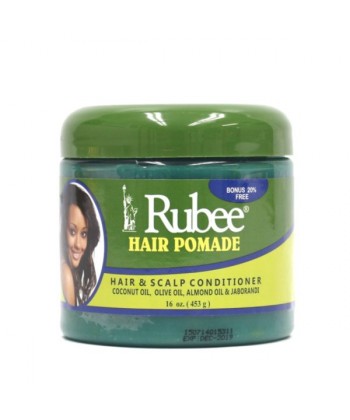 BONUS 20%
FREE
Rubee®
HAIR POMADE
HAIR & SCALP CONDITIONER
COCONUT OIL, OLIVE OIL, ALMOND OIL & JABORANDI
16 oz. (453 g)